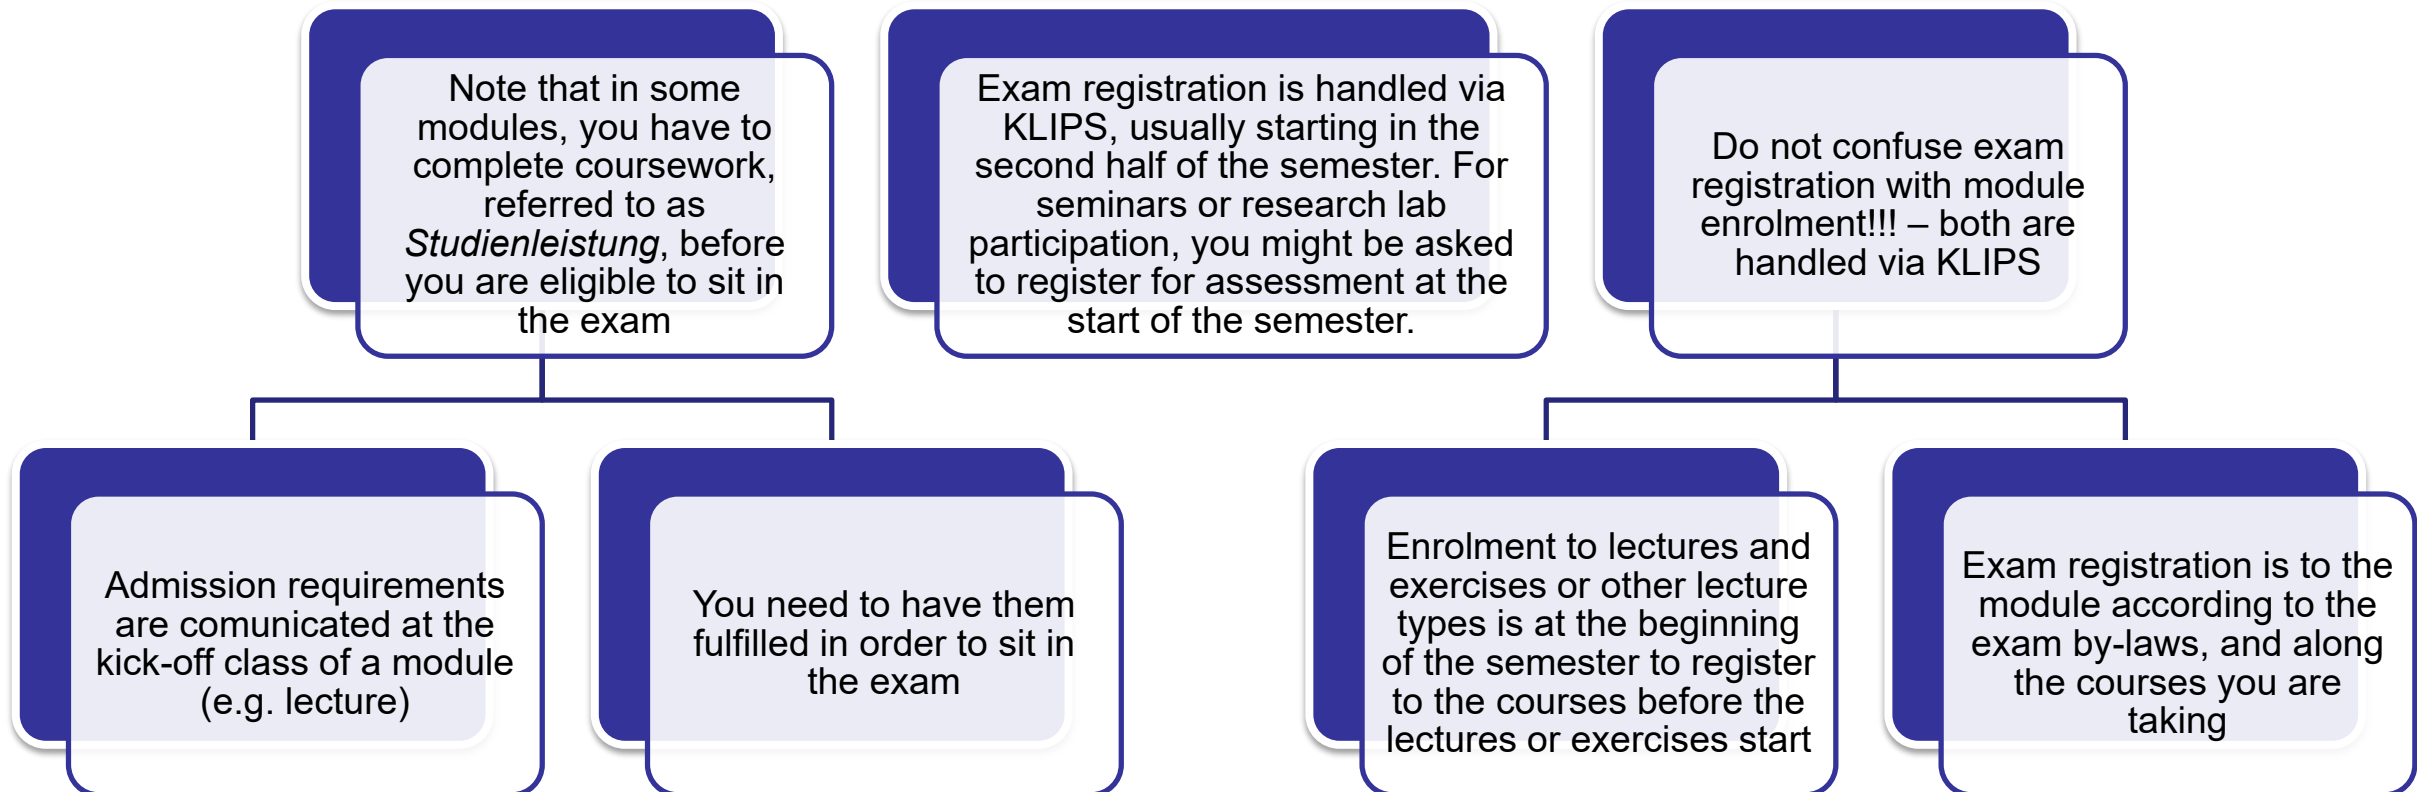 Note that in some
modules, you have to
complete coursework,
referred to as
Studienleistung, before
you are eligible to sit in
the exam
Exam registration is handled via
KLIPS, usually starting in the
second half of the semester. For
seminars or research lab
participation, you might be asked
to register for assessment at the
start of the semester.
Do not confuse exam
registration with module
enrolment!!! – both are
handled via KLIPS
Admission requirements
are comunicated at the
kick-off class of a module
(e.g. lecture)
You need to have them
fulfilled in order to sit in
the exam
Enrolment to lectures and
exercises or other lecture
types is at the beginning
of the semester to register
to the courses before the
lectures or exercises start
Exam registration is to the
module according to the
exam by-laws, and along
the courses you are
taking